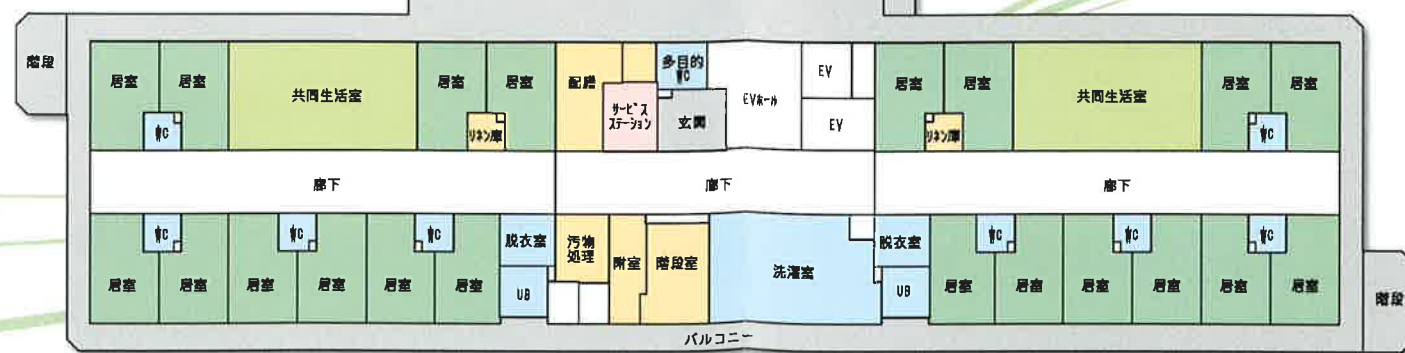 階段
居室
居室
共同生活室
居室
居室
配膳
多目的
WC
EVホール
EV
EV
居室
居室
共同生活室
居室
居室
WC
リネン庫
サービス
ステーション
玄関
リネン庫
WC
廊下
廊下
廊下
WC
WC
WC
脱衣室
汚物
処理
附室
階段室
洗濯室
脱衣室
WC
WC
WC
居室
居室
居室
居室
居室
居室
UB
UB
居室
居室
居室
居室
居室
居室
階段
バルコニー